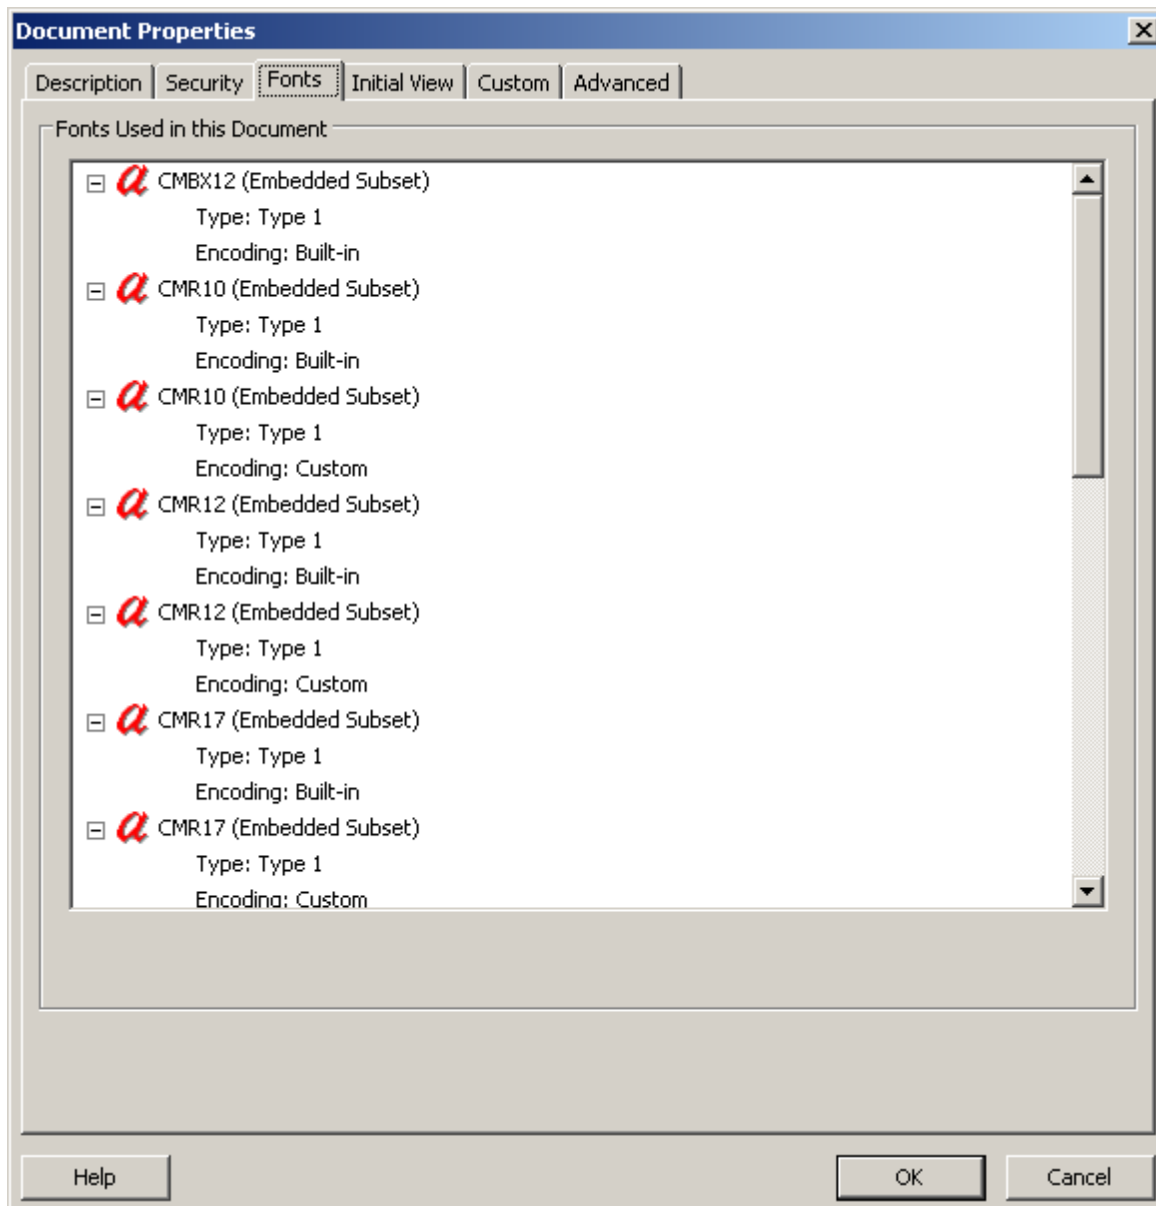 Document Properties
Description Security Fonts Initial View Custom Advanced
Fonts Used in this Document
CMBX12 (Embedded Subset)
Type: Type 1
Encoding: Built-in
CMR10 (Embedded Subset)
Type: Type 1
Encoding: Built-in
CMR10 (Embedded Subset)
Type: Type 1
Encoding: Custom
CMR12 (Embedded Subset)
Type: Type 1
Encoding: Built-in
CMR12 (Embedded Subset)
Type: Type 1
Encoding: Custom
CMR17 (Embedded Subset)
Type: Type 1
Encoding: Built-in
CMR17 (Embedded Subset)
Type: Type 1
Encoding: Custom
Help OK Cancel